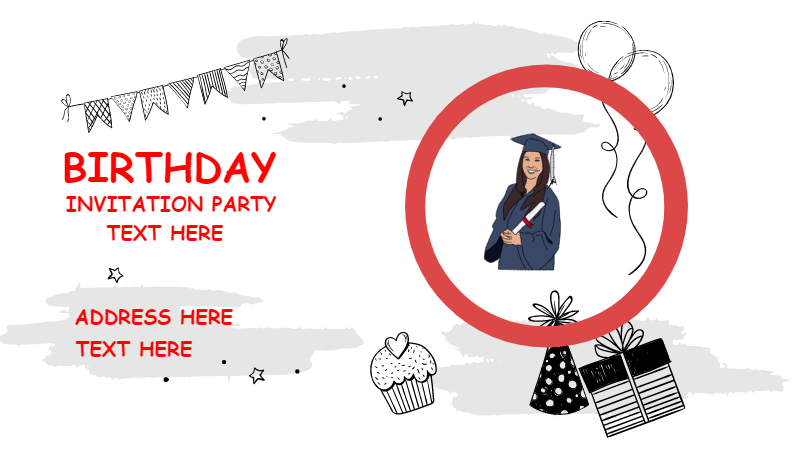 BIRTHDAY
INVITATION PARTY
TEXT HERE
ADDRESS HERE
TEXT HERE